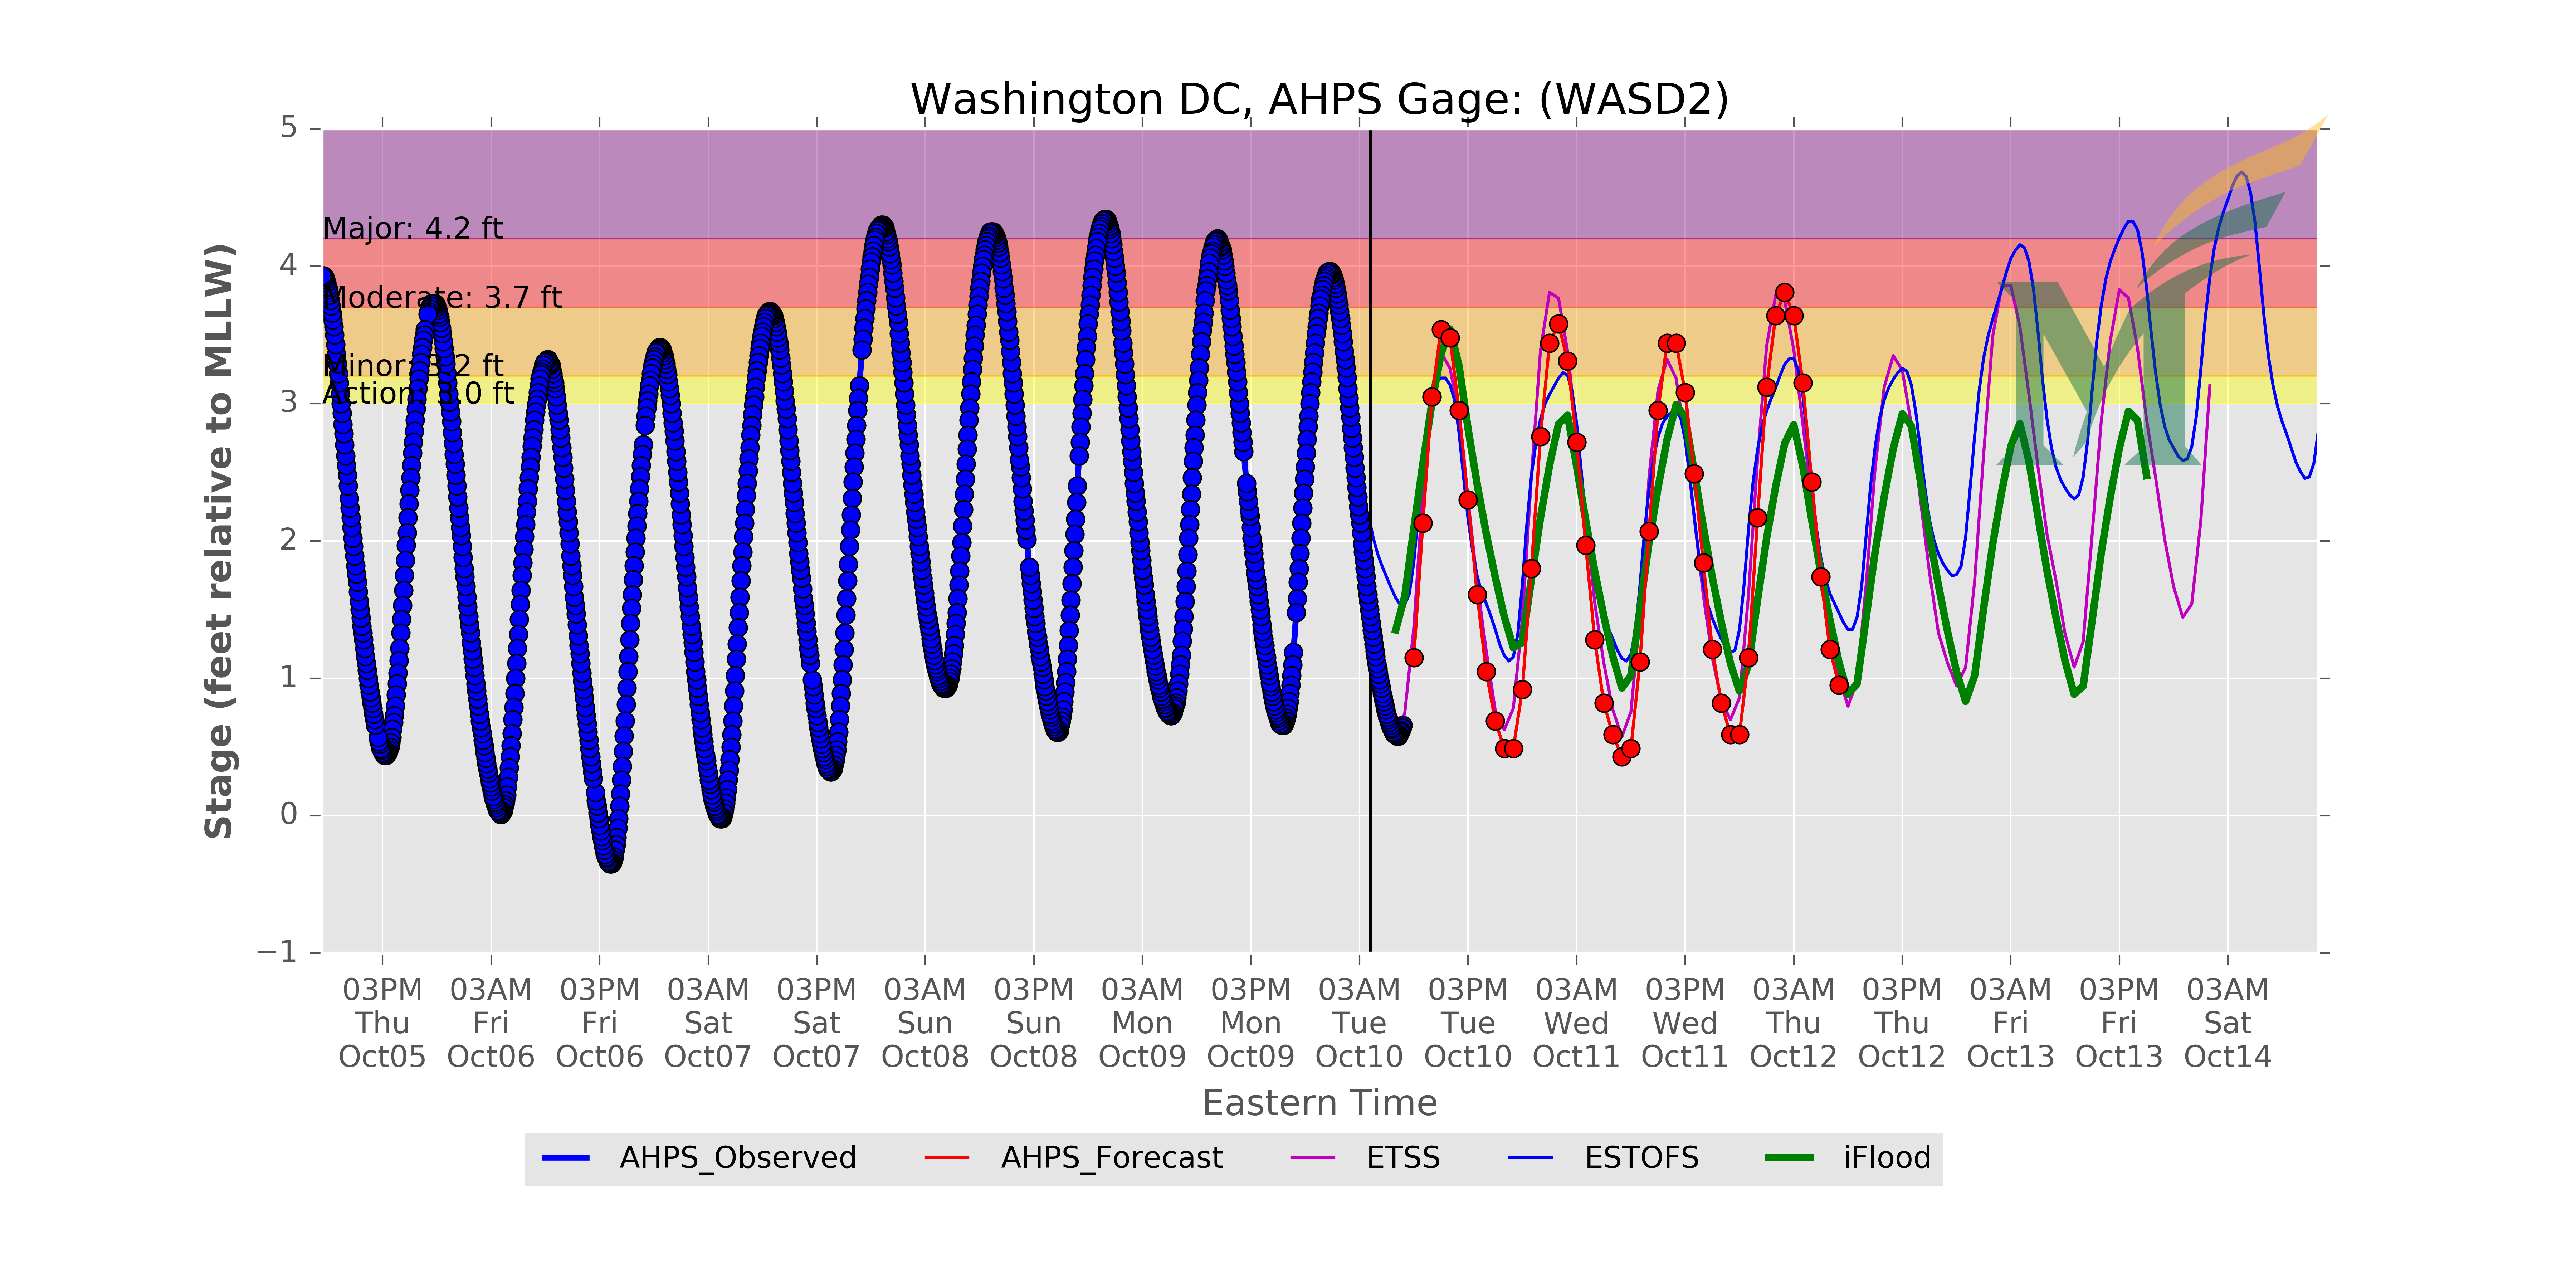 Washington DC, AHPS Gage: (WASD2)
Stage (feet relative to MLLW)
5
4
3
2
1
0
−1
Major: 4.2 ft
Moderate: 3.7 ft
Minor: 3.2 ft
Action: 3.0 ft
03PM 03AM 03PM 03AM 03PM 03AM 03PM 03AM 03PM 03AM 03PM 03AM 03PM 03AM 03PM 03AM 03PM 03AM
Thu Fri Fri Sat Sat Sun Sun Mon Mon Tue Tue Wed Wed Thu Thu Fri Fri Sat
Oct05 Oct06 Oct06 Oct07 Oct07 Oct08 Oct08 Oct09 Oct09 Oct10 Oct10 Oct11 Oct11 Oct12 Oct12 Oct13 Oct13 Oct14
Eastern Time
AHPS_Observed AHPS_Forecast ETSS ESTOFS iFlood